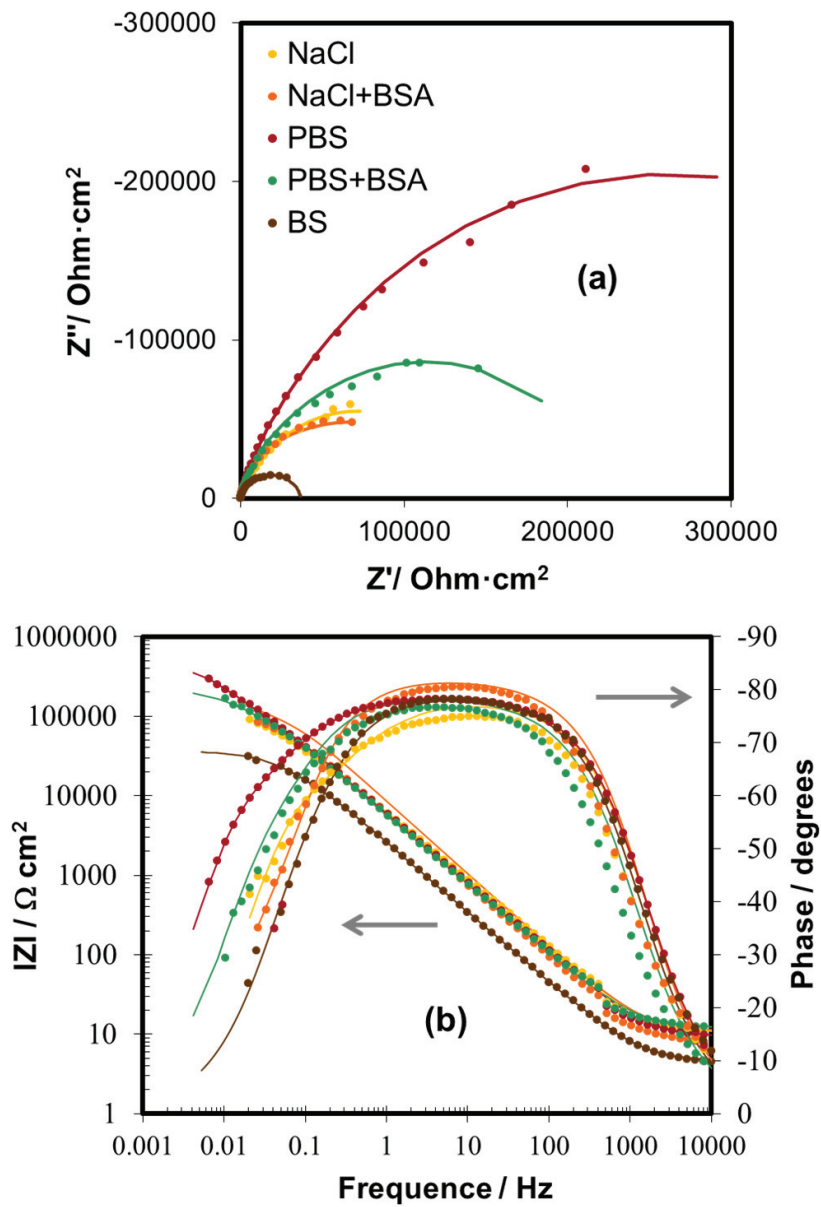 -300000
NaCl
NaCl+BSA
PBS
PBS+BSA
BS
-200000
(a)
-100000
0
Z''/ Ohm·cm²
0
100000
200000
300000
Z'/ Ohm·cm²
1000000
100000
10000
1000
100
10
1
IZI / Ω cm²
-90
-80
-70
-60
-50
-40
-30
-20
-10
0
Phase / degrees
(b)
0.001
0.01
0.1
1
10
100
1000
10000
Frequence / Hz